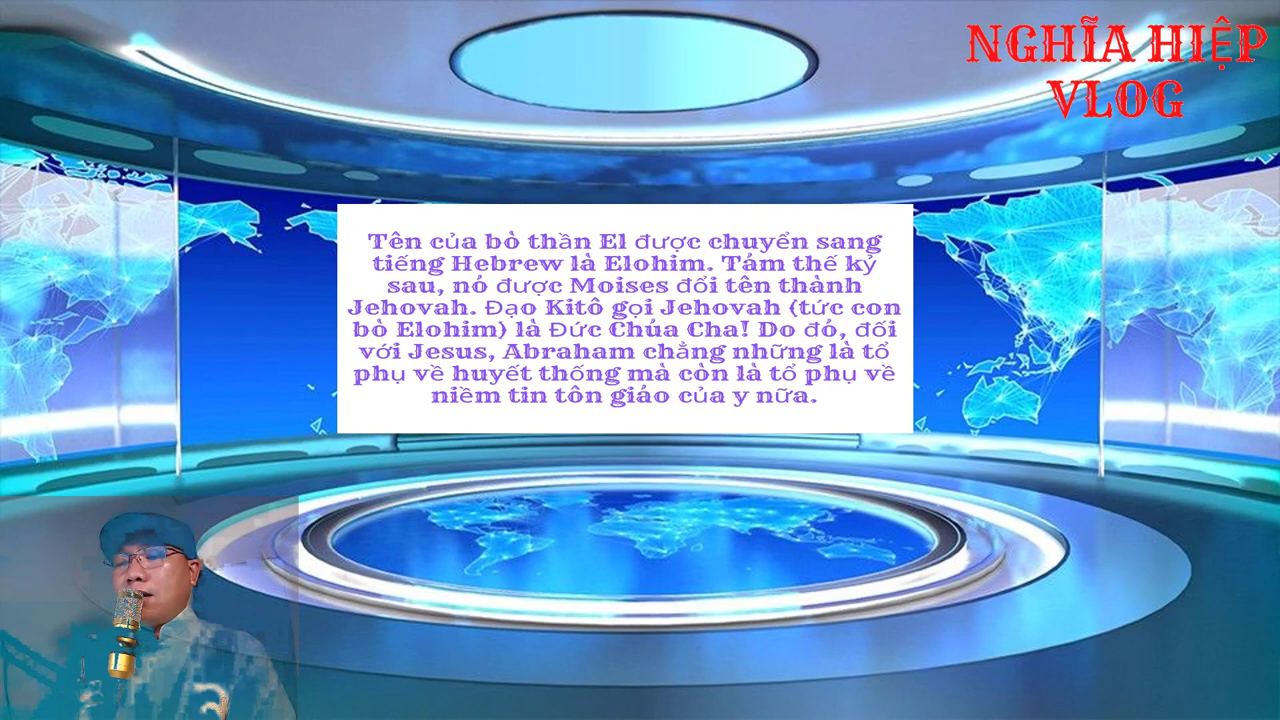 NGHĨA HIỆP
VLOG
Tên của bò thần El được chuyển sang
tiếng Hebrew là Elohim. Tám thế kỷ
sau, nó được Moises đổi tên thành
Jehovah. Đạo Kitô gọi Jehovah (tức con
bò Elohim) là Đức Chúa Cha! Do đó, đối
với Jesus, Abraham chẳng những là tổ
phụ về huyết thống mà còn là tổ phụ về
niềm tin tôn giáo của y nữa.